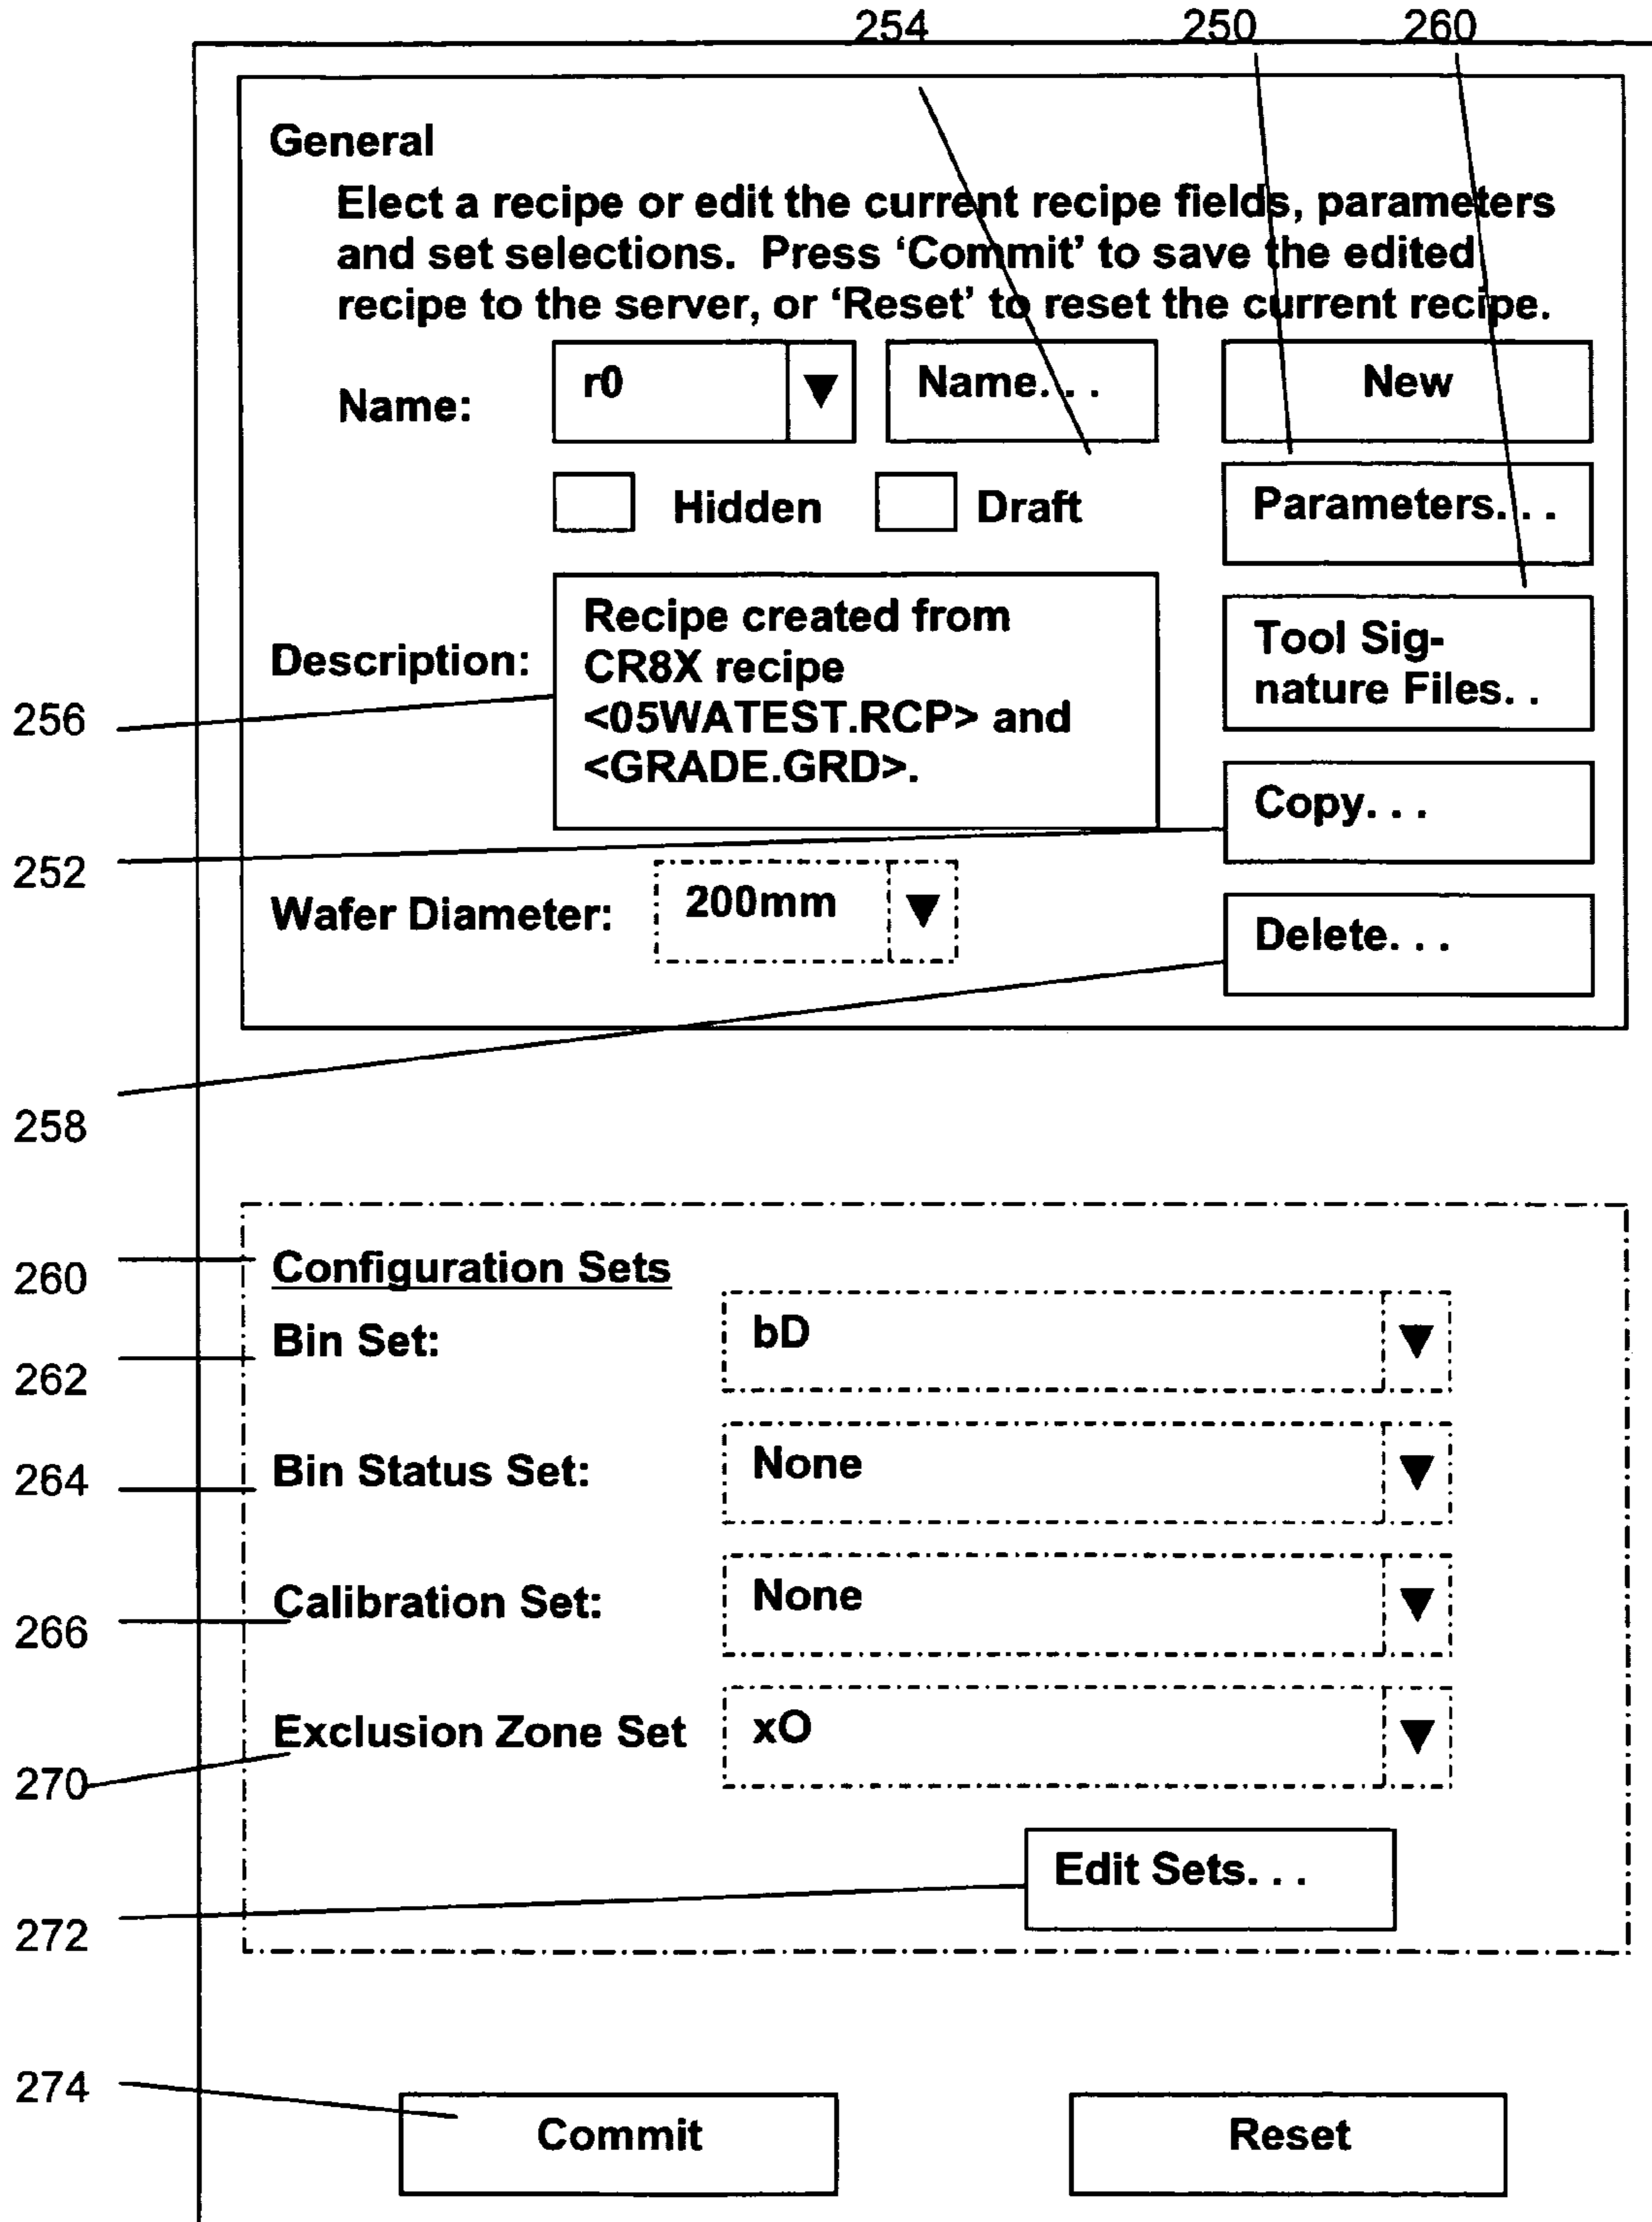 254 250 260
General
Elect a recipe or edit the current recipe fields, parameters
and set selections. Press ‘Commit’ to save the edited
recipe to the server, or ‘Reset’ to reset the current recipe.
Name: r0 ▼ Name. . . New
Hidden Draft Parameters. . .
Description:
Recipe created from
CR8X recipe
<05WATEST.RCP> and
<GRADE.GRD>.
Tool Sig-
nature Files. .
256
Copy. . .
252
Wafer Diameter: 200mm ▼
Delete. . .
258
260 Configuration Sets
262 Bin Set: bD ▼
264 Bin Status Set: None ▼
266 Calibration Set: None ▼
270 Exclusion Zone Set xO ▼
272 Edit Sets. . .
274 Commit Reset